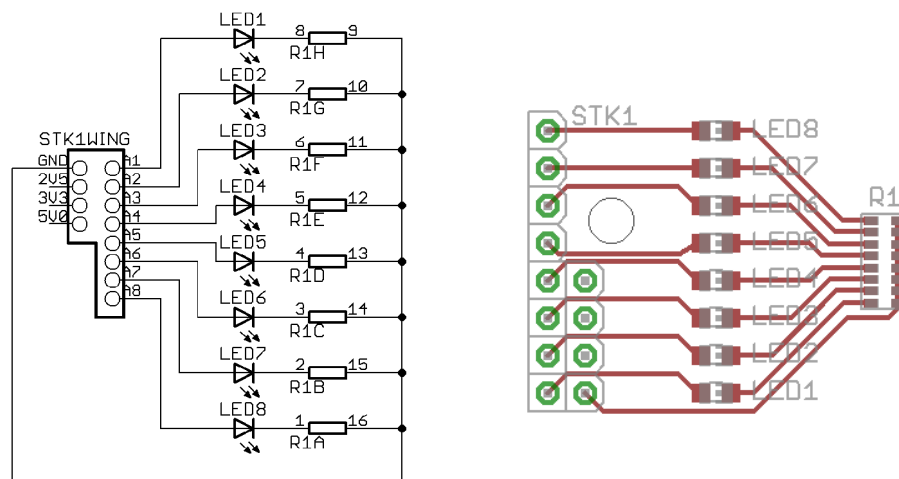 LED1
8 9
R1H
LED2
7 10
R1G
LED3
6 11
R1F
LED4
5 12
R1E
LED5
4 13
R1D
LED6
3 14
R1C
LED7
2 15
R1B
LED8
1 16
R1A
STK1WING
GND A1
2V5 A2
3V3 A3
5V0 A4
A5
A6
A7
A8
STK1
LED8
LED7
LED6
LED5
LED4
LED3
LED2
LED1
R1